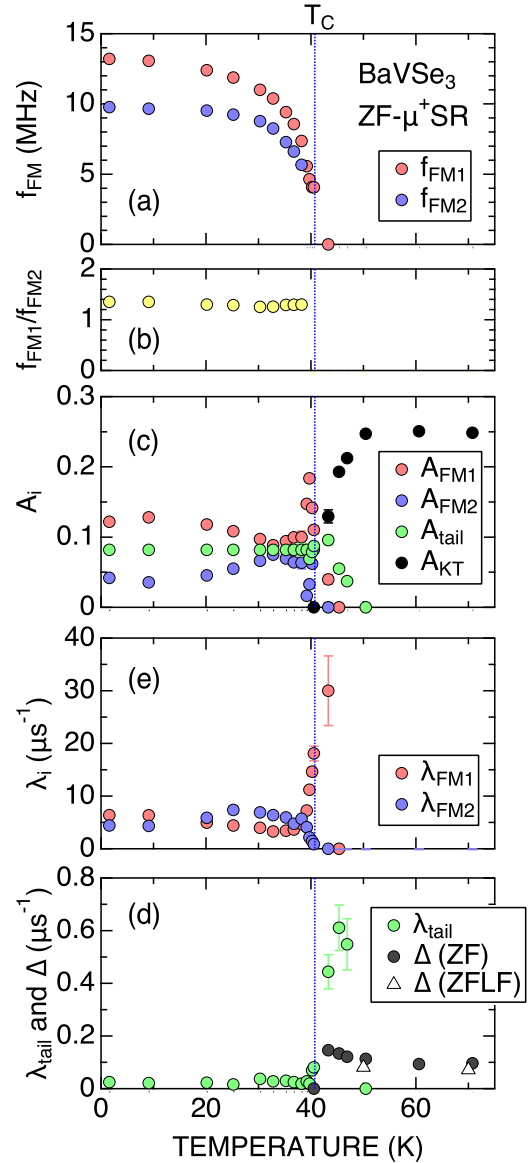 T_C
15
10
5
0
f_FM (MHz)
BaVSe₃
ZF-μ⁺SR
f_FM1
f_FM2
(a)
2
1
0
f_FM1/f_FM2
(b)
0.3
0.2
0.1
0
A_i
(c)
A_FM1
A_FM2
A_tail
A_KT
40
30
20
10
0
λ_i (μs⁻¹)
(e)
λ_FM1
λ_FM2
0.8
0.6
0.4
0.2
0
λ_tail and Δ (μs⁻¹)
(d)
λ_tail
Δ (ZF)
Δ (ZFLF)
0 20 40 60
TEMPERATURE (K)